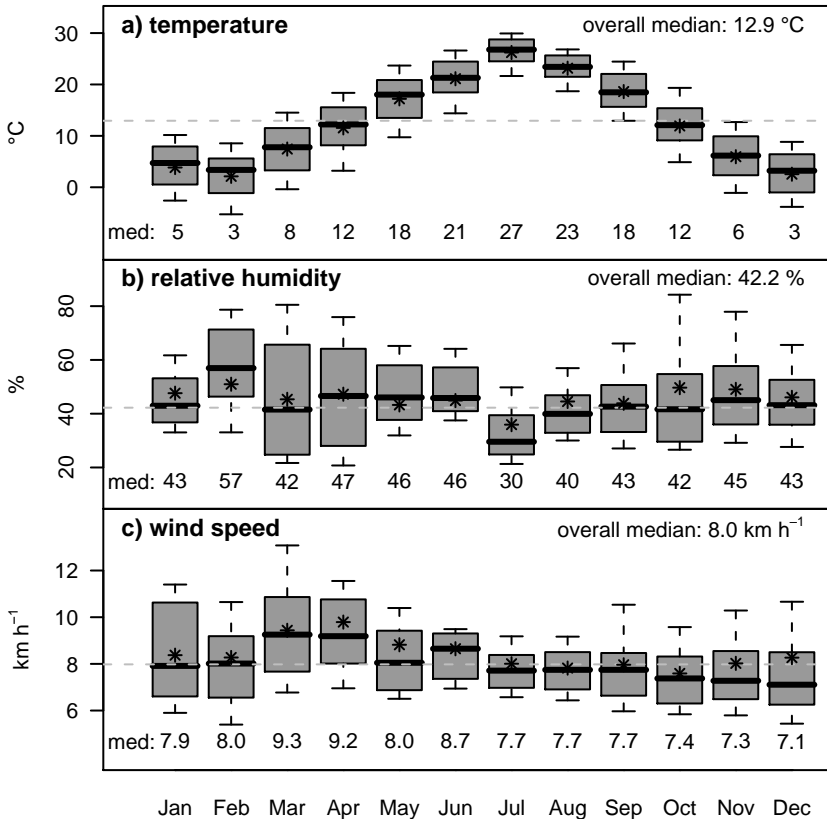 a) temperature overall median: 12.9 °C
30
20
10
0
°C
med: 5 3 8 12 18 21 27 23 18 12 6 3
b) relative humidity overall median: 42.2 %
80
60
40
20
%
med: 43 57 42 47 46 46 30 40 43 42 45 43
c) wind speed overall median: 8.0 km h⁻¹
12
10
8
6
km h⁻¹
med: 7.9 8.0 9.3 9.2 8.0 8.7 7.7 7.7 7.7 7.4 7.3 7.1
Jan Feb Mar Apr May Jun Jul Aug Sep Oct Nov Dec